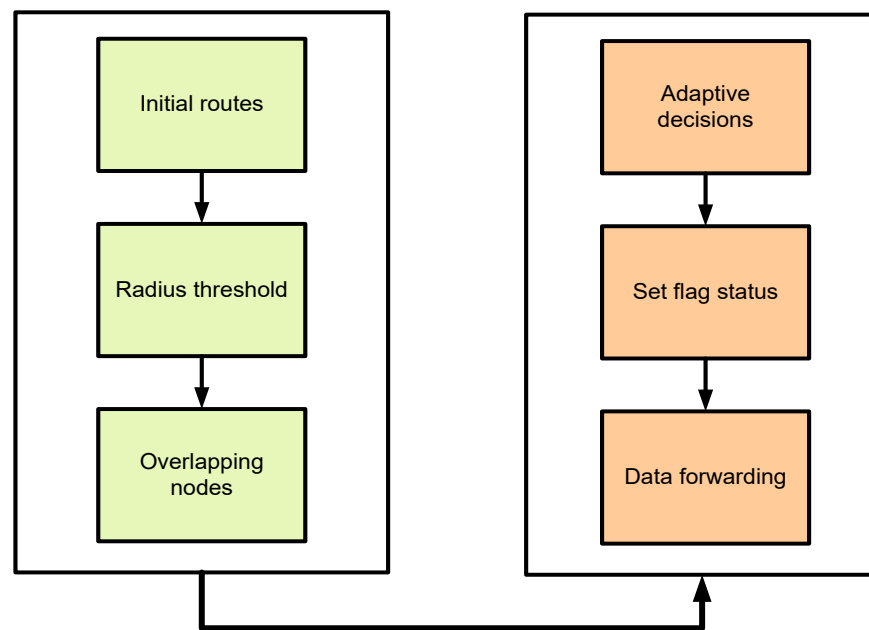 Initial routes
Radius threshold
Overlapping
nodes
Adaptive
decisions
Set flag status
Data forwarding